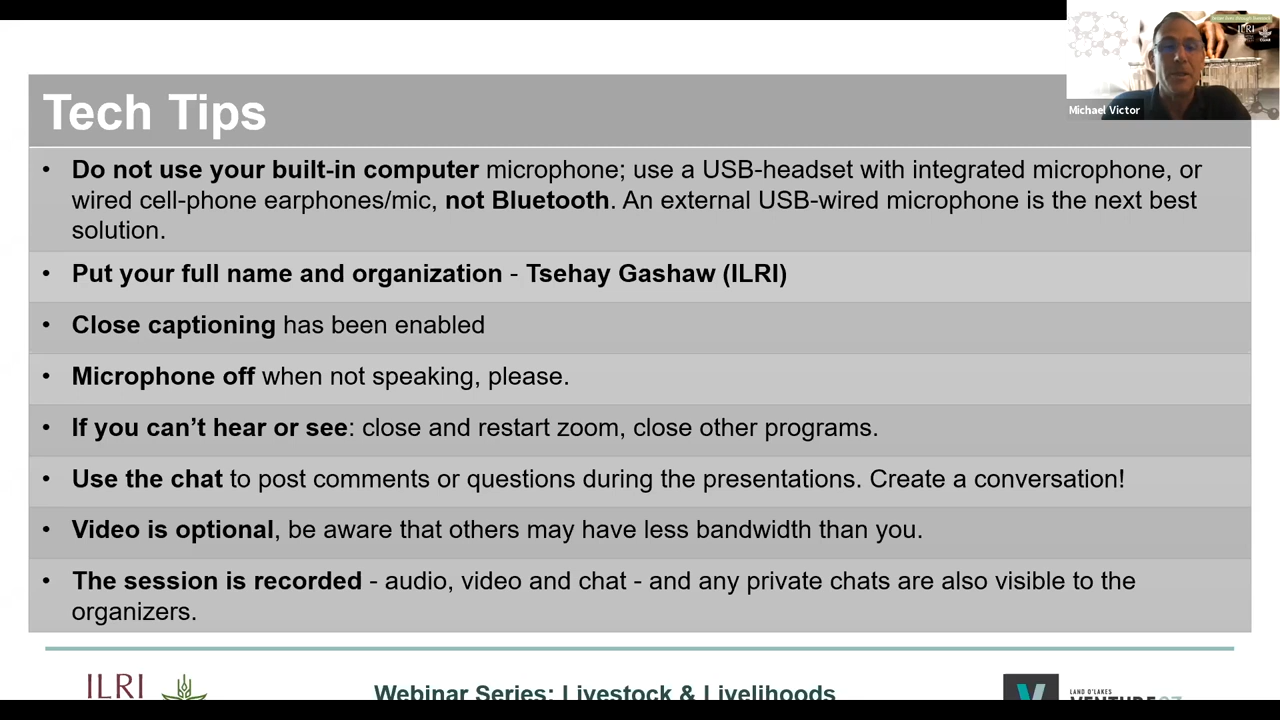 Tech Tips
• Do not use your built-in computer microphone; use a USB-headset with integrated microphone, or
wired cell-phone earphones/mic, not Bluetooth. An external USB-wired microphone is the next best
solution.
• Put your full name and organization - Tsehay Gashaw (ILRI)
• Close captioning has been enabled
• Microphone off when not speaking, please.
• If you can’t hear or see: close and restart zoom, close other programs.
• Use the chat to post comments or questions during the presentations. Create a conversation!
• Video is optional, be aware that others may have less bandwidth than you.
• The session is recorded - audio, video and chat - and any private chats are also visible to the
organizers.
Michael Victor
ILRI
ILRI
Webinar Series: Livestock & Livelihoods
LAND O'LAKES
VENTURE37